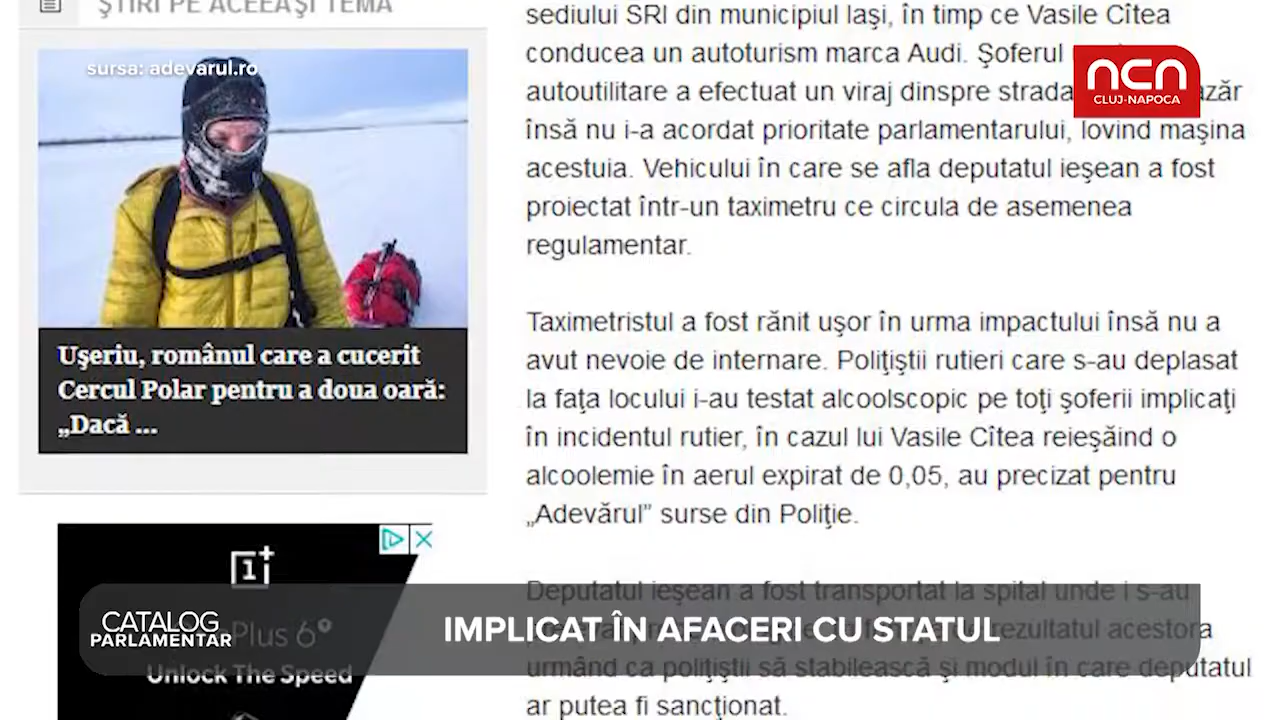 ŞTIRI PE ACEEAŞI TEMĂ
sursa: adevarul.ro
Uşeriu, românul care a cucerit
Cercul Polar pentru a doua oară:
„Dacă ...
Plus 6
Unlock The Speed
sediului SRI din municipiul Iaşi, în timp ce Vasile Cîtea
conducea un autoturism marca Audi. Şoferul
autoutilitare a efectuat un viraj dinspre strada
însă nu i-a acordat prioritate parlamentarului, lovind maşina
acestuia. Vehicului în care se afla deputatul ieşean a fost
proiectat într-un taximetru ce circula de asemenea
regulamentar.
Taximetristul a fost rănit uşor în urma impactului însă nu a
avut nevoie de internare. Poliţiştii rutieri care s-au deplasat
la faţa locului i-au testat alcoolscopic pe toţi şoferii implicaţi
în incidentul rutier, în cazul lui Vasile Cîtea reieşăind o
alcoolemie în aerul expirat de 0,05, au precizat pentru
„Adevărul” surse din Poliţie.
Deputatul ieşean a fost transportat la spital unde i s-au
rezultatul acestora
urmând ca poliţiştii să stabilească şi modul în care deputatul
ar putea fi sancţionat.
ncn
CLUJ-NAPOCA
CATALOG
PARLAMENTAR
IMPLICAT ÎN AFACERI CU STATUL